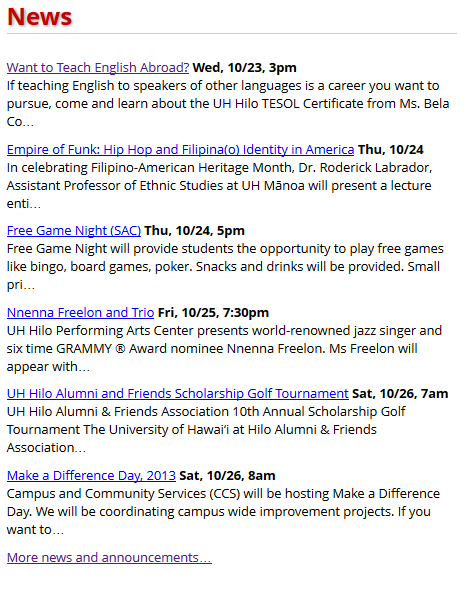 News
Want to Teach English Abroad? Wed, 10/23, 3pm
If teaching English to speakers of other languages is a career you want to
pursue, come and learn about the UH Hilo TESOL Certificate from Ms. Bela
Co…
Empire of Funk: Hip Hop and Filipina(o) Identity in America Thu, 10/24
In celebrating Filipino-American Heritage Month, Dr. Roderick Labrador,
Assistant Professor of Ethnic Studies at UH Mānoa will present a lecture
enti…
Free Game Night (SAC) Thu, 10/24, 5pm
Free Game Night will provide students the opportunity to play free games
like bingo, board games, poker. Snacks and drinks will be provided. Small
pri…
Nnenna Freelon and Trio Fri, 10/25, 7:30pm
UH Hilo Performing Arts Center presents world-renowned jazz singer and
six time GRAMMY ® Award nominee Nnenna Freelon. Ms Freelon will
appear with…
UH Hilo Alumni and Friends Scholarship Golf Tournament Sat, 10/26, 7am
UH Hilo Alumni & Friends Association 10th Annual Scholarship Golf
Tournament The University of Hawaiʻi at Hilo Alumni & Friends
Association…
Make a Difference Day, 2013 Sat, 10/26, 8am
Campus and Community Services (CCS) will be hosting Make a Difference
Day. We will be coordinating campus wide improvement projects. If you
want to…
More news and announcements…